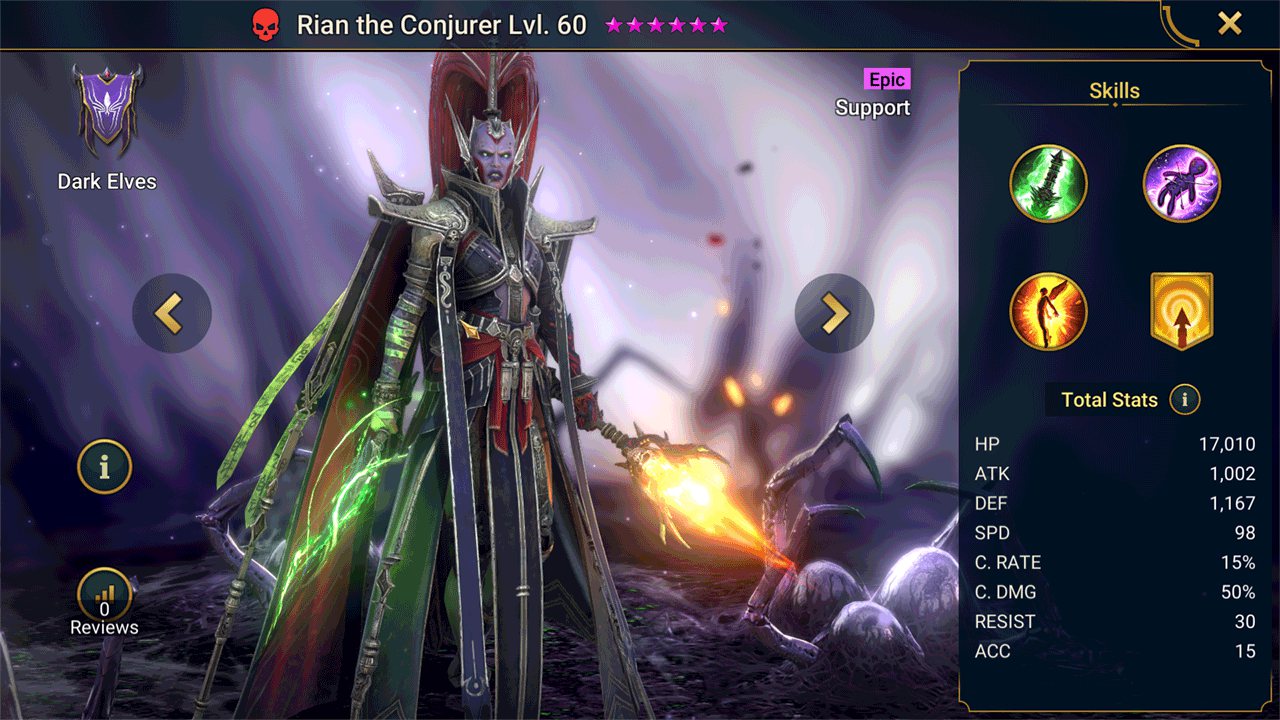 Rian the Conjurer Lvl. 60
Dark Elves
Epic
Support
0
Reviews
Skills
Total Stats
HP 17,010
ATK 1,002
DEF 1,167
SPD 98
C. RATE 15%
C. DMG 50%
RESIST 30
ACC 15